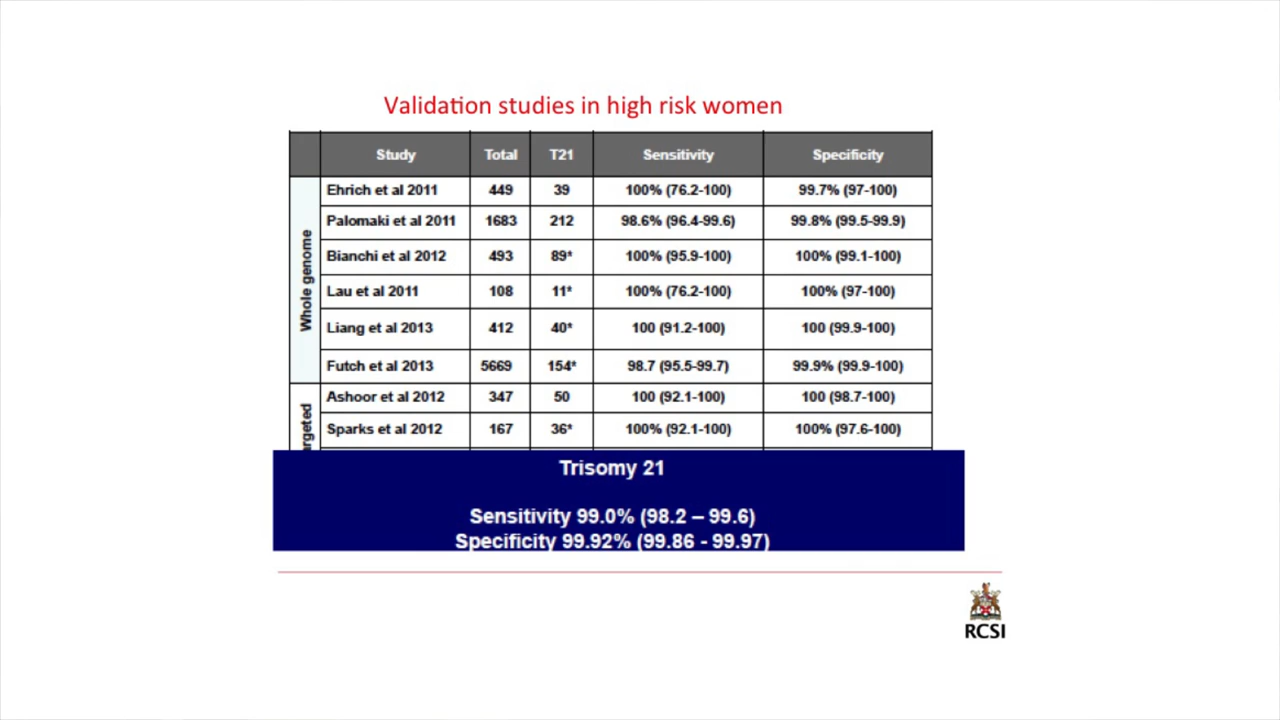 Validation studies in high risk women
Study Total T21 Sensitivity Specificity
Whole genome
Ehrich et al 2011 449 39 100% (76.2-100) 99.7% (97-100)
Palomaki et al 2011 1683 212 98.6% (96.4-99.6) 99.8% (99.5-99.9)
Bianchi et al 2012 493 89* 100% (95.9-100) 100% (99.1-100)
Lau et al 2011 108 11* 100% (76.2-100) 100% (97-100)
Liang et al 2013 412 40* 100 (91.2-100) 100 (99.9-100)
Futch et al 2013 5669 154* 98.7 (95.5-99.7) 99.9% (99.9-100)
Ashoor et al 2012 347 50 100 (92.1-100) 100 (98.7-100)
Sparks et al 2012 167 36* 100% (92.1-100) 100% (97.6-100)
Trisomy 21
Sensitivity 99.0% (98.2 – 99.6)
Specificity 99.92% (99.86 - 99.97)
RCSI